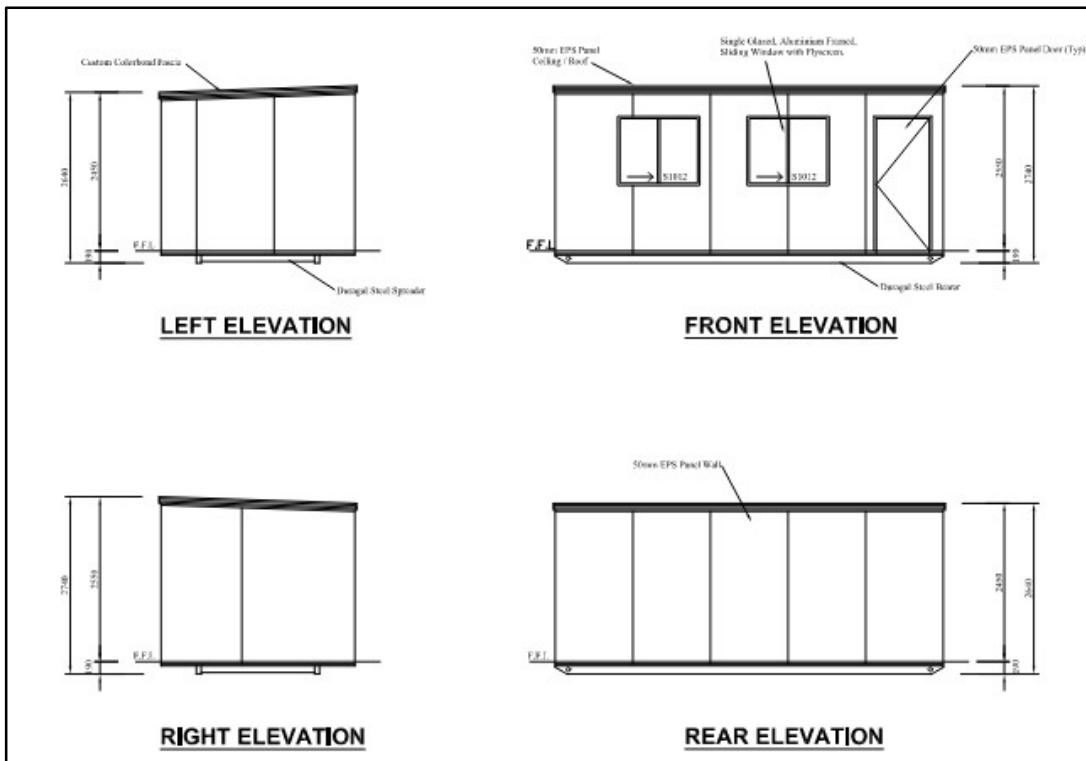 Custom Colorbond Fascia
2640
2450
190
F.F.L
Duragal Steel Spreader
LEFT ELEVATION
50mm EPS Panel
Ceiling / Roof
Single Glazed, Aluminium Framed,
Sliding Window with Flyscreen.
50mm EPS Panel Door (Typi
S1012
S1012
F.F.L
2550
2740
190
Duragal Steel Bearer
FRONT ELEVATION
2740
2550
190
F.F.L
RIGHT ELEVATION
50mm EPS Panel Wall
F.F.L
2450
2640
190
REAR ELEVATION